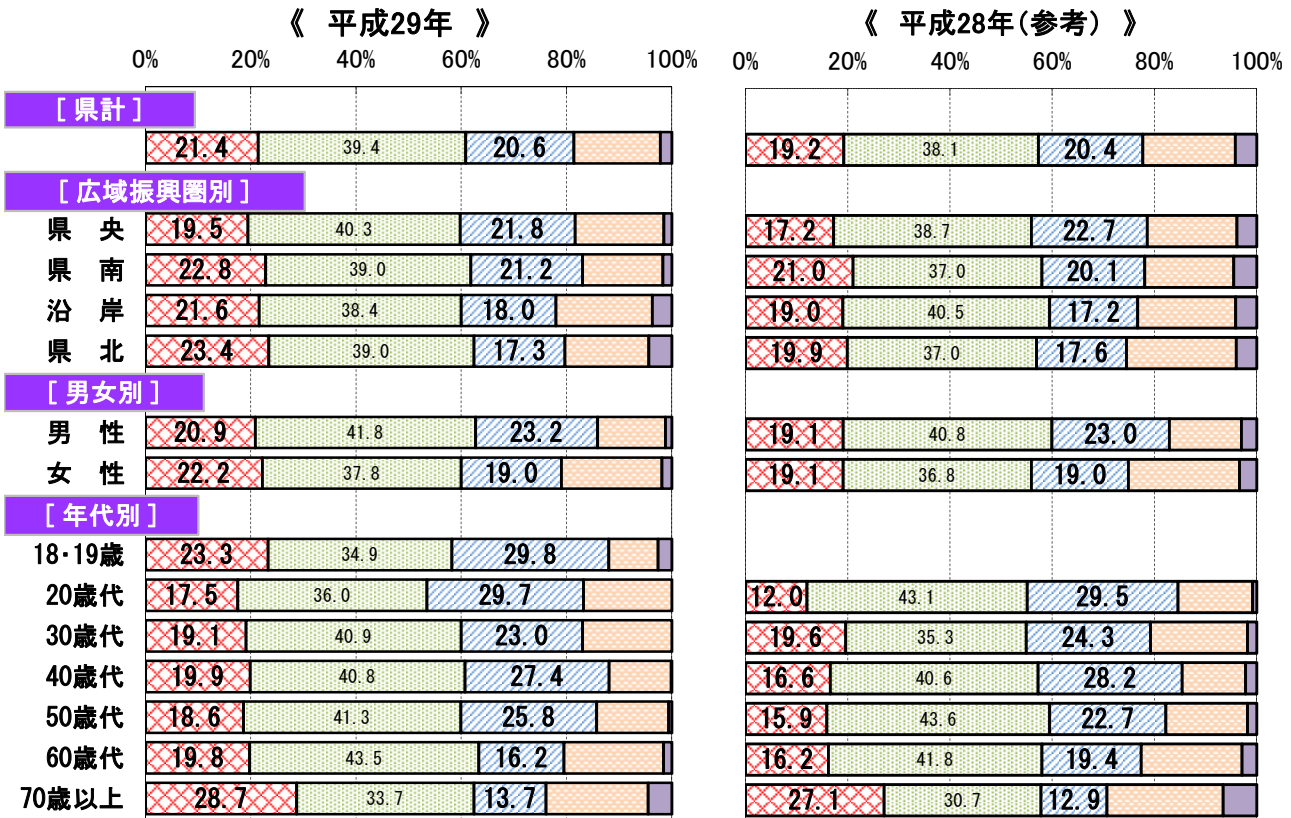 《 平成29年 》 《 平成28年(参考) 》
0% 20% 40% 60% 80% 100% 0% 20% 40% 60% 80% 100%
[ 県計 ]
21.4 39.4 20.6 19.2 38.1 20.4
[ 広域振興圏別 ]
県 央 19.5 40.3 21.8 17.2 38.7 22.7
県 南 22.8 39.0 21.2 21.0 37.0 20.1
沿 岸 21.6 38.4 18.0 19.0 40.5 17.2
県 北 23.4 39.0 17.3 19.9 37.0 17.6
[ 男女別 ]
男 性 20.9 41.8 23.2 19.1 40.8 23.0
女 性 22.2 37.8 19.0 19.1 36.8 19.0
[ 年代別 ]
18・19歳 23.3 34.9 29.8
20歳代 17.5 36.0 29.7 12.0 43.1 29.5
30歳代 19.1 40.9 23.0 19.6 35.3 24.3
40歳代 19.9 40.8 27.4 16.6 40.6 28.2
50歳代 18.6 41.3 25.8 15.9 43.6 22.7
60歳代 19.8 43.5 16.2 16.2 41.8 19.4
70歳以上 28.7 33.7 13.7 27.1 30.7 12.9